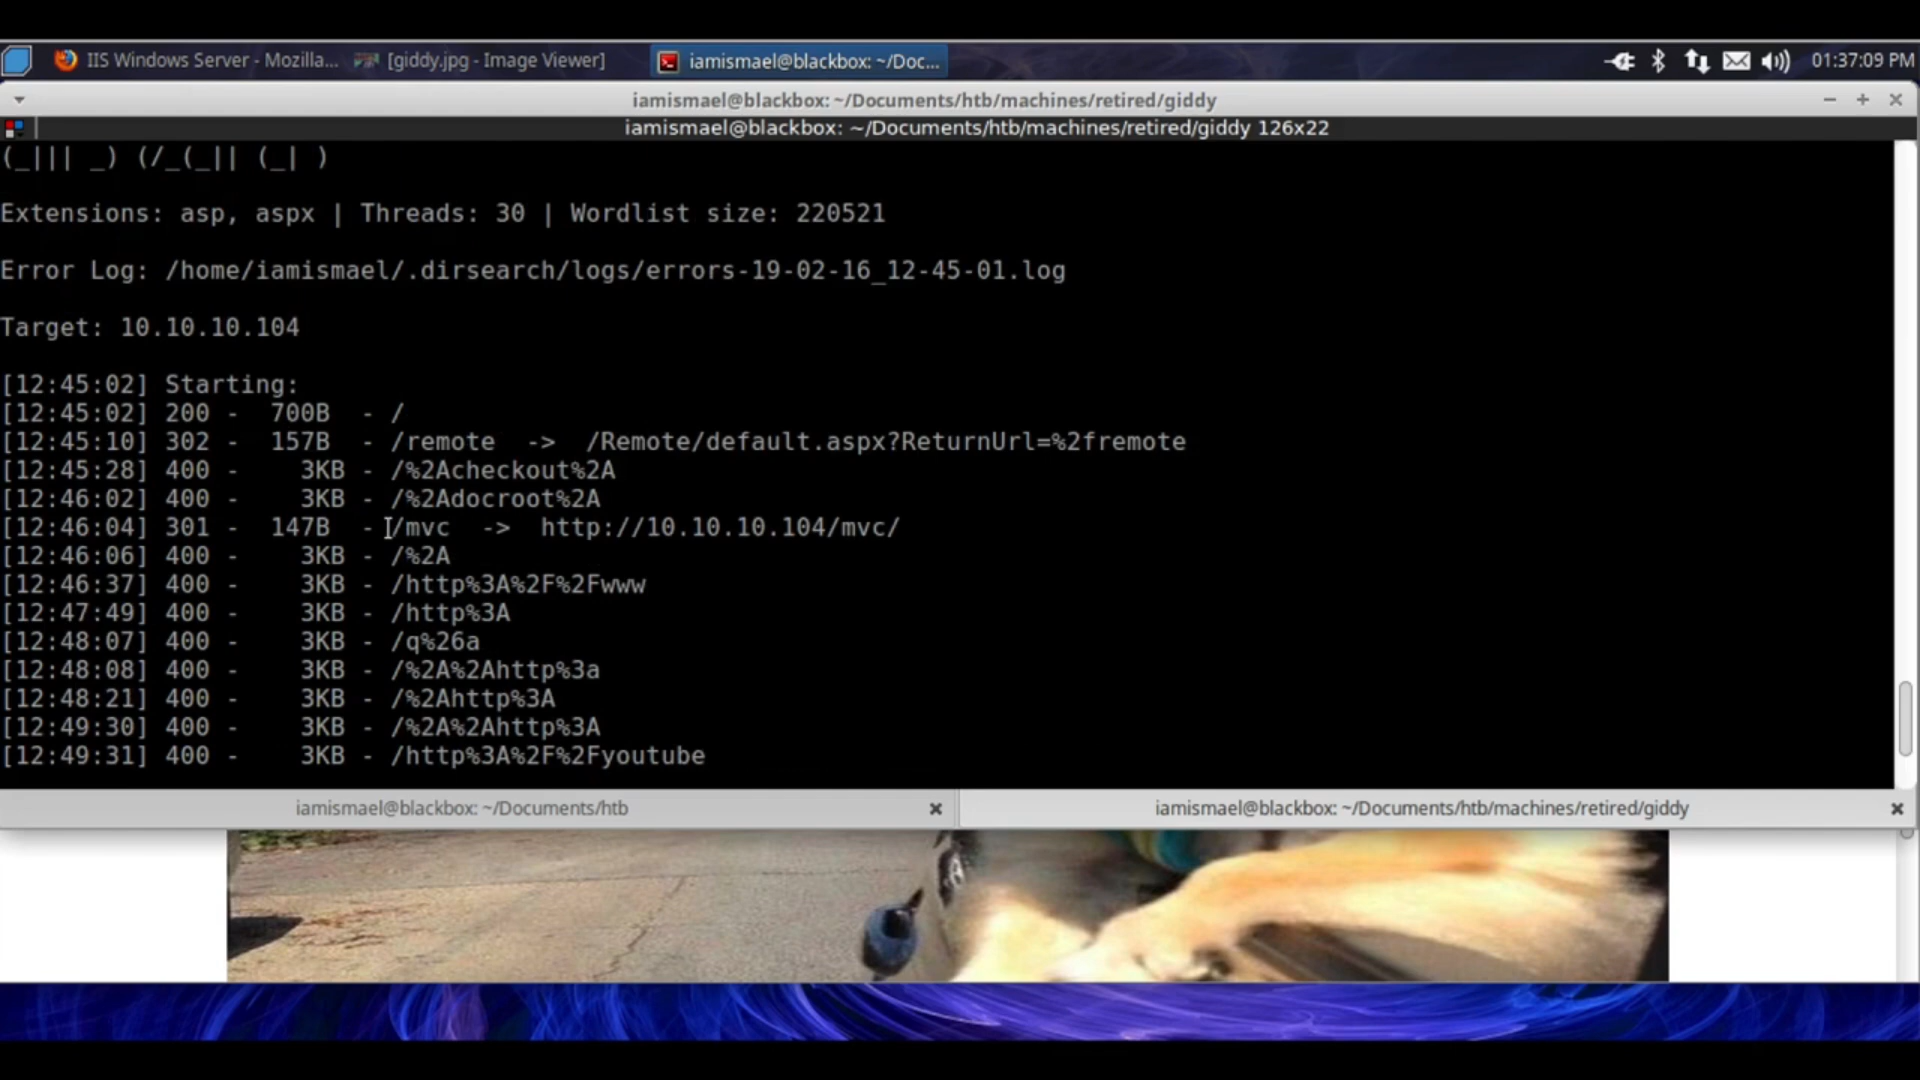 IIS Windows Server - Mozilla... [giddy.jpg - Image Viewer] iamismael@blackbox: ~/Doc... 01:37:09 PM
iamismael@blackbox: ~/Documents/htb/machines/retired/giddy
iamismael@blackbox: ~/Documents/htb/machines/retired/giddy 126x22
(_||| _) (/_(_|| (_| )
Extensions: asp, aspx | Threads: 30 | Wordlist size: 220521
Error Log: /home/iamismael/.dirsearch/logs/errors-19-02-16_12-45-01.log
Target: 10.10.10.104
[12:45:02] Starting:
[12:45:02] 200 -  700B  - /
[12:45:10] 302 -  157B  - /remote  ->  /Remote/default.aspx?ReturnUrl=%2fremote
[12:45:28] 400 -    3KB - /%2Acheckout%2A
[12:46:02] 400 -    3KB - /%2Adocroot%2A
[12:46:04] 301 -  147B  - /mvc  ->  http://10.10.10.104/mvc/
[12:46:06] 400 -    3KB - /%2A
[12:46:37] 400 -    3KB - /http%3A%2F%2Fwww
[12:47:49] 400 -    3KB - /http%3A
[12:48:07] 400 -    3KB - /q%26a
[12:48:08] 400 -    3KB - /%2A%2Ahttp%3a
[12:48:21] 400 -    3KB - /%2Ahttp%3A
[12:49:30] 400 -    3KB - /%2A%2Ahttp%3A
[12:49:31] 400 -    3KB - /http%3A%2F%2Fyoutube
iamismael@blackbox: ~/Documents/htb iamismael@blackbox: ~/Documents/htb/machines/retired/giddy